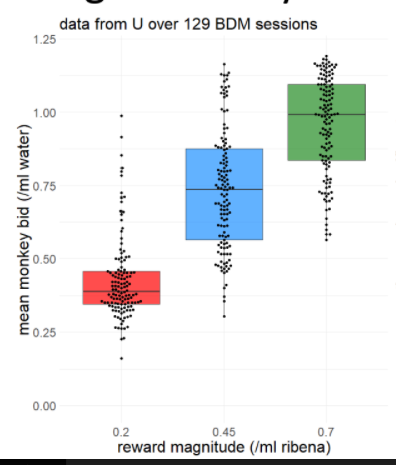 data from U over 129 BDM sessions
1.25
1.00
0.75
0.50
0.25
0.00
mean monkey bid (/ml water)
0.2 0.45 0.7
reward magnitude (/ml ribena)